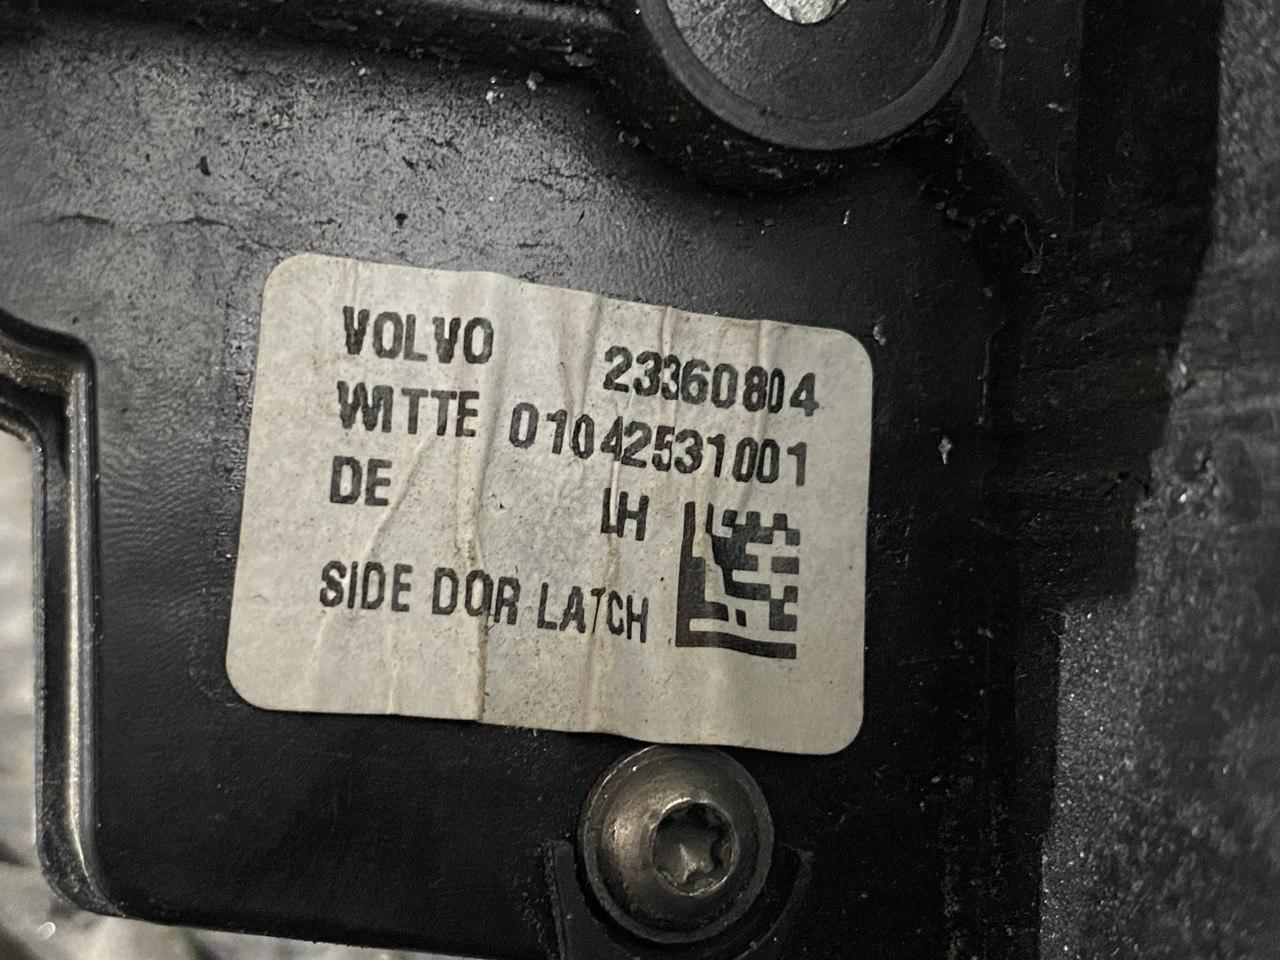 VOLVO 23360804
WITTE 01042531001
DE LH
SIDE DOR LATCH